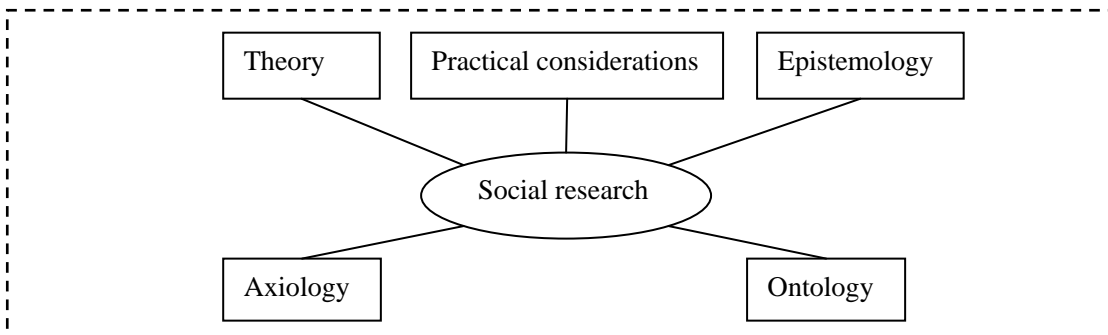 Theory
Practical considerations
Epistemology
Social research
Axiology
Ontology